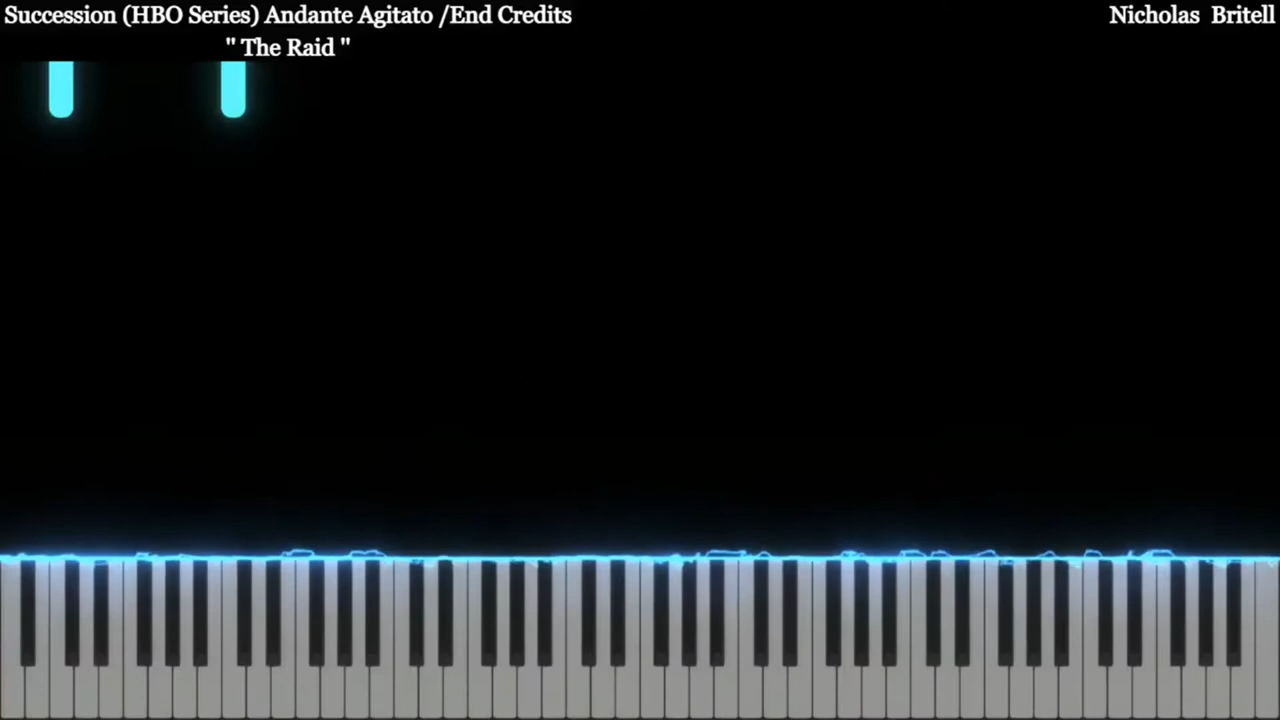 Succession (HBO Series) Andante Agitato /End Credits
" The Raid "
Nicholas Britell